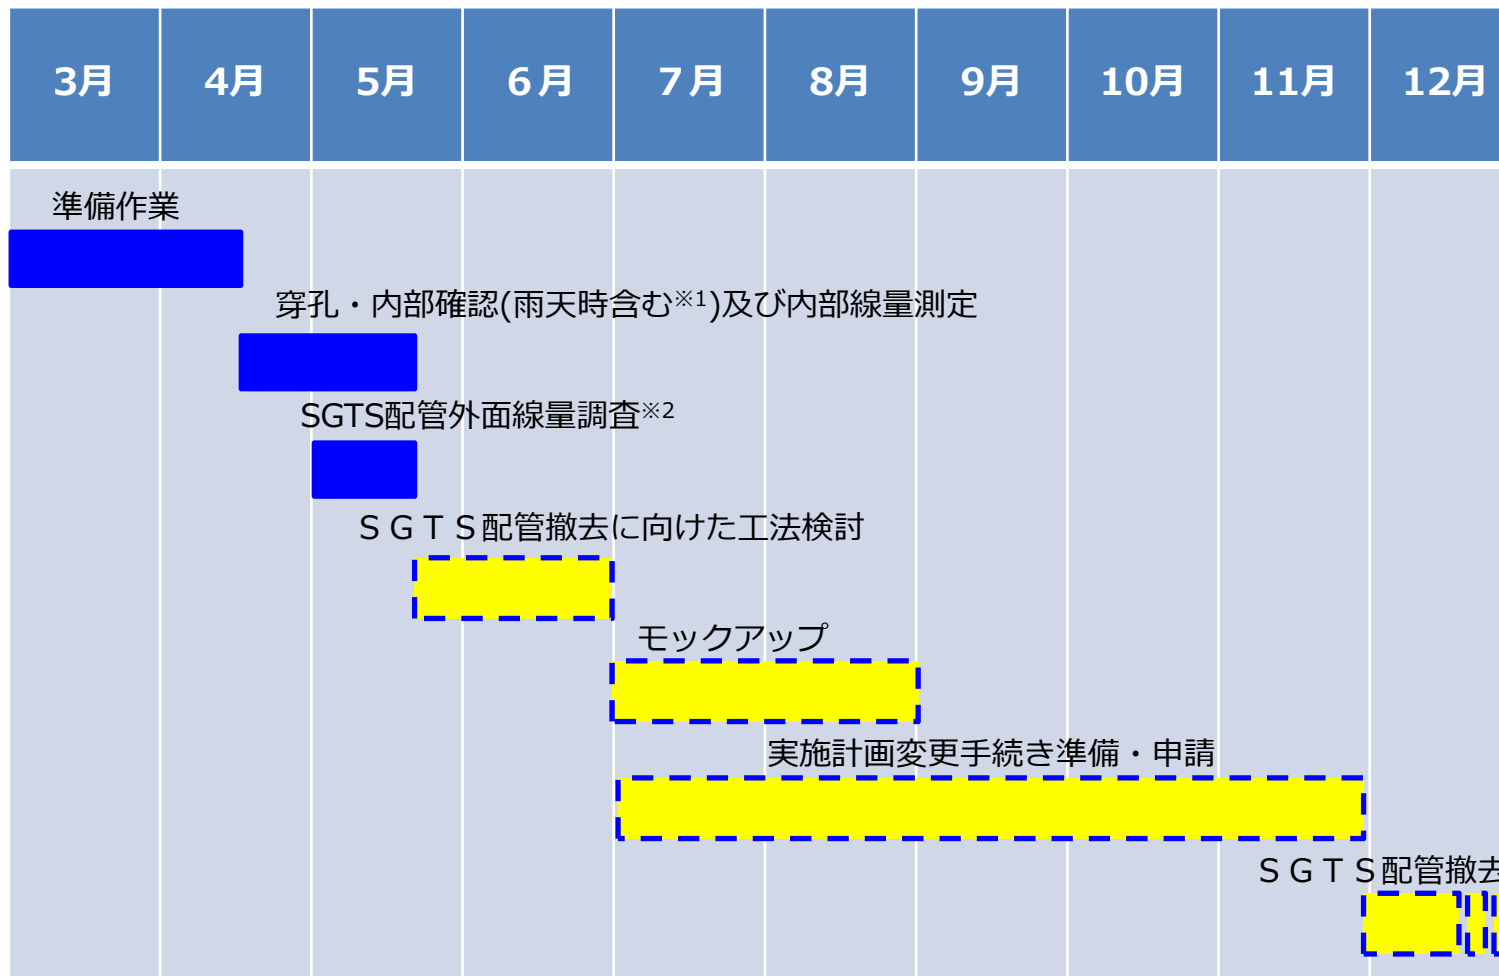 3月 4月 5月 ６月 ７月 8月 9月 10月 11月 12月
準備作業
穿孔・内部確認(雨天時含む※1)及び内部線量測定
SGTS配管外面線量調査※2
ＳＧＴＳ配管撤去に向けた工法検討
モックアップ
実施計画変更手続き準備・申請
ＳＧＴＳ配管撤去